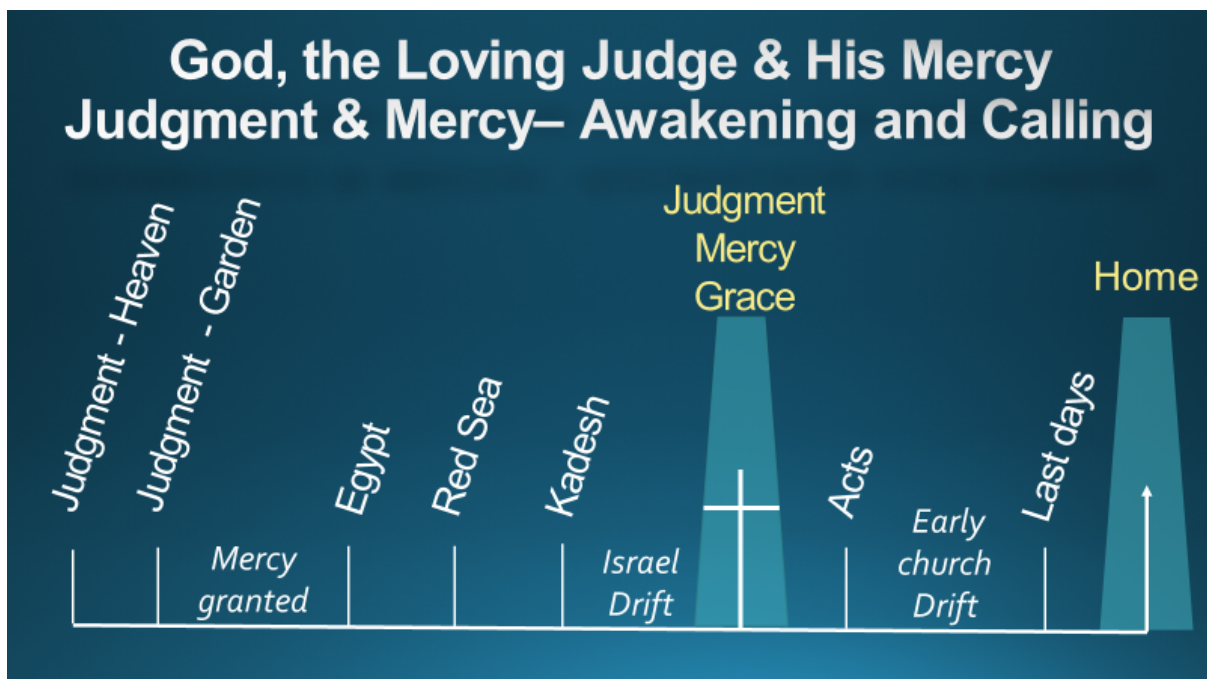 God, the Loving Judge & His Mercy
Judgment & Mercy– Awakening and Calling
Judgment - Heaven
Judgment - Garden
Mercy
granted
Egypt
Red Sea
Kadesh
Israel
Drift
Judgment
Mercy
Grace
Acts
Early
church
Drift
Last days
Home